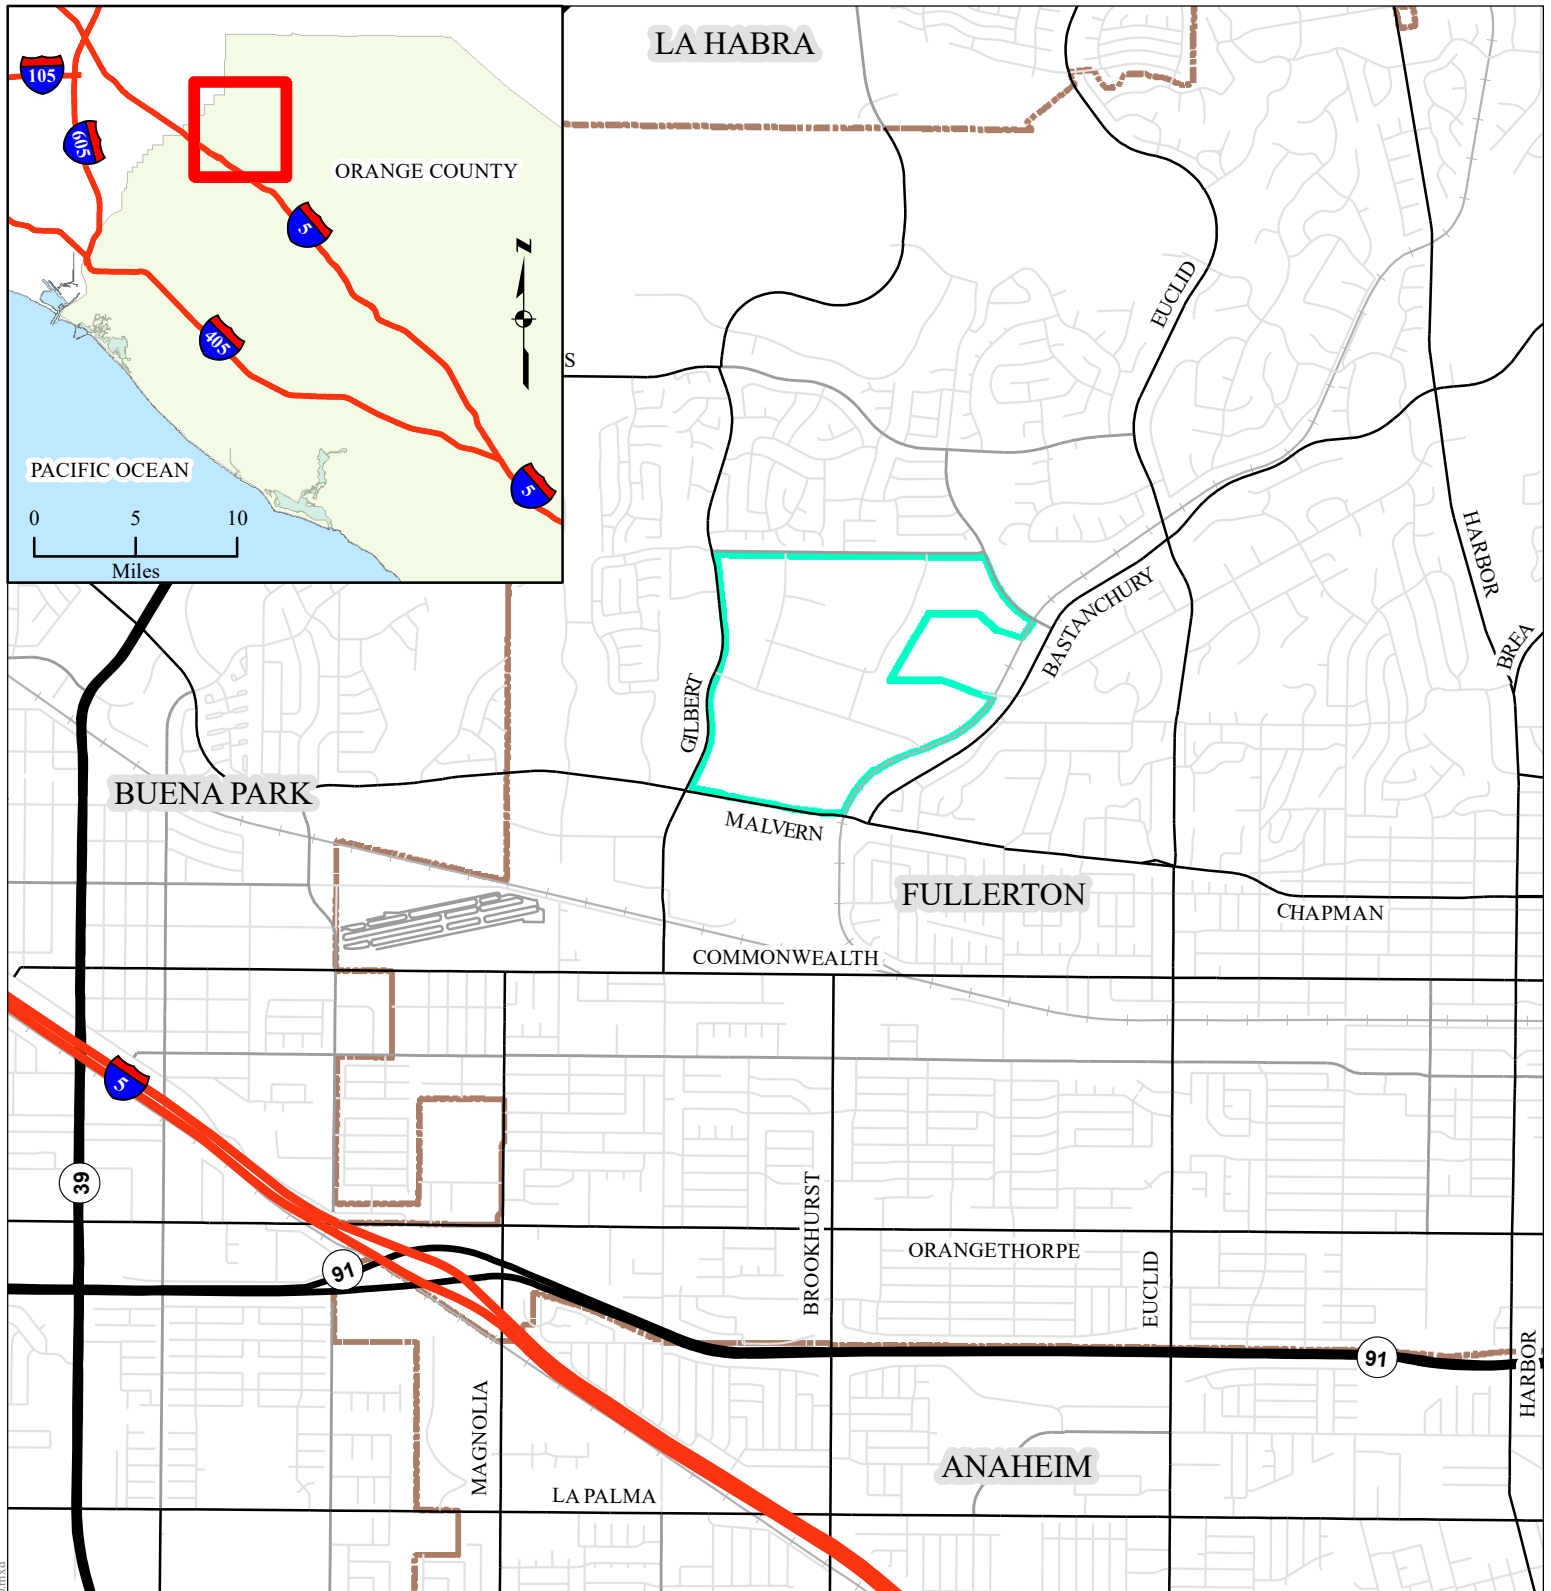 LA HABRA
105
605
ORANGE COUNTY
5
N
405
PACIFIC OCEAN
5
0 5 10
Miles
S
EUCLID
HARBOR
BASTANCHURY
BREA
GILBERT
BUENA PARK
MALVERN
FULLERTON
CHAPMAN
COMMONWEALTH
5
39
BROOKHURST
ORANGETHORPE
EUCLID
91
91
HARBOR
MAGNOLIA
ANAHEIM
LA PALMA